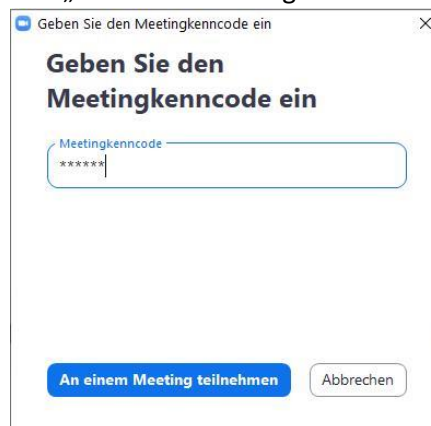 Geben Sie den Meetingkenncode ein
Geben Sie den
Meetingkenncode ein
Meetingkenncode
******
An einem Meeting teilnehmen
Abbrechen